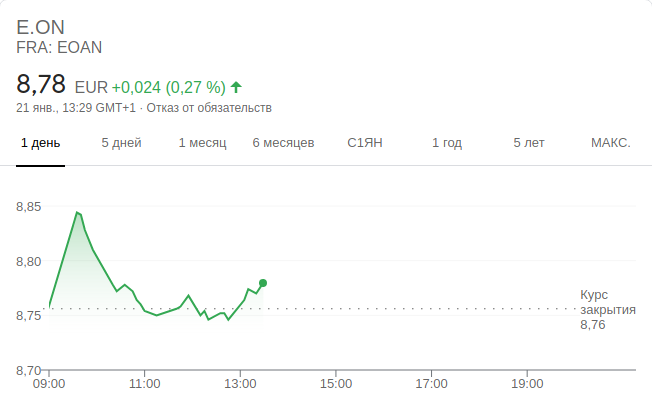 E.ON
FRA: EOAN
8,78 EUR +0,024 (0,27 %)
21 янв., 13:29 GMT+1 · Отказ от обязательств
1 день 5 дней 1 месяц 6 месяцев С1ЯН 1 год 5 лет МАКС.
8,85
8,80
8,75
8,70
Курс
закрытия
8,76
09:00 11:00 13:00 15:00 17:00 19:00